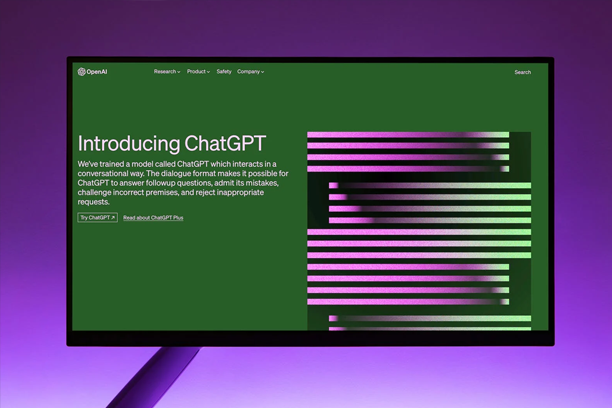 OpenAI Research Product Safety Company Search
Introducing ChatGPT
We've trained a model called ChatGPT which interacts in a
conversational way. The dialogue format makes it possible for
ChatGPT to answer followup questions, admit its mistakes,
challenge incorrect premises, and reject inappropriate
requests.
Try ChatGPT ↗ Read about ChatGPT Plus